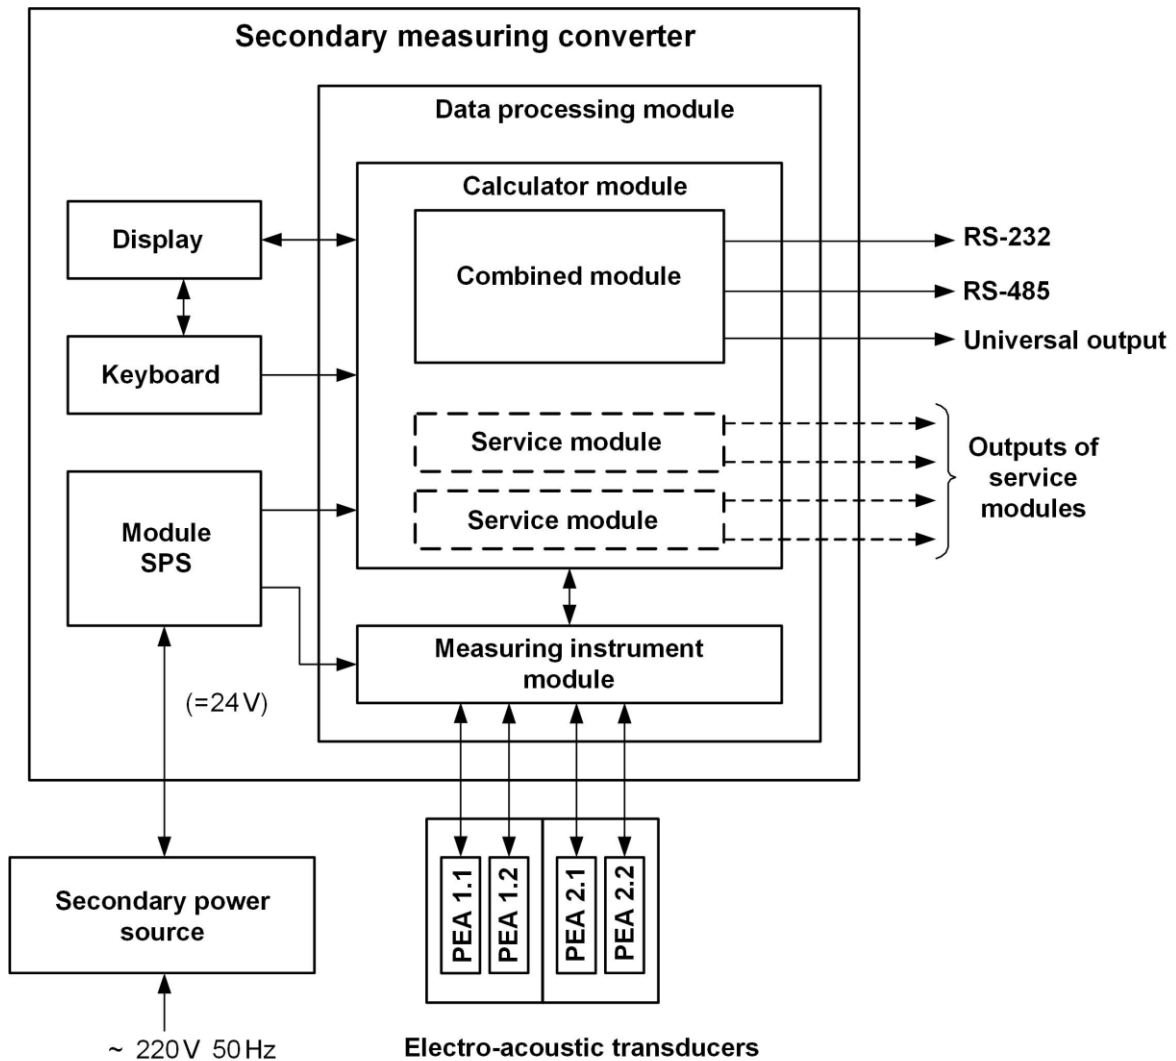 Secondary measuring converter
Data processing module
Calculator module
Display
Combined module
RS-232
RS-485
Universal output
Keyboard
Service module
Service module
Outputs of
service
modules
Module
SPS
Measuring instrument
module
(=24V)
PEA 1.1
PEA 1.2
PEA 2.1
PEA 2.2
Secondary power
source
~ 220V 50Hz
Electro-acoustic transducers